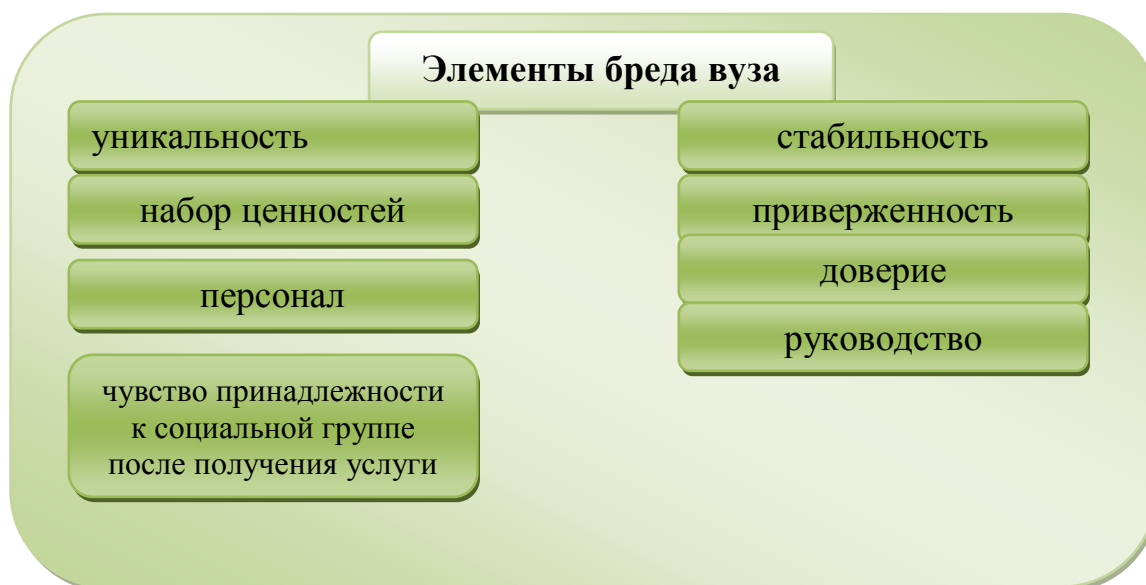 Элементы бреда вуза
уникальность
набор ценностей
персонал
чувство принадлежности
к социальной группе
после получения услуги
стабильность
приверженность
доверие
руководство